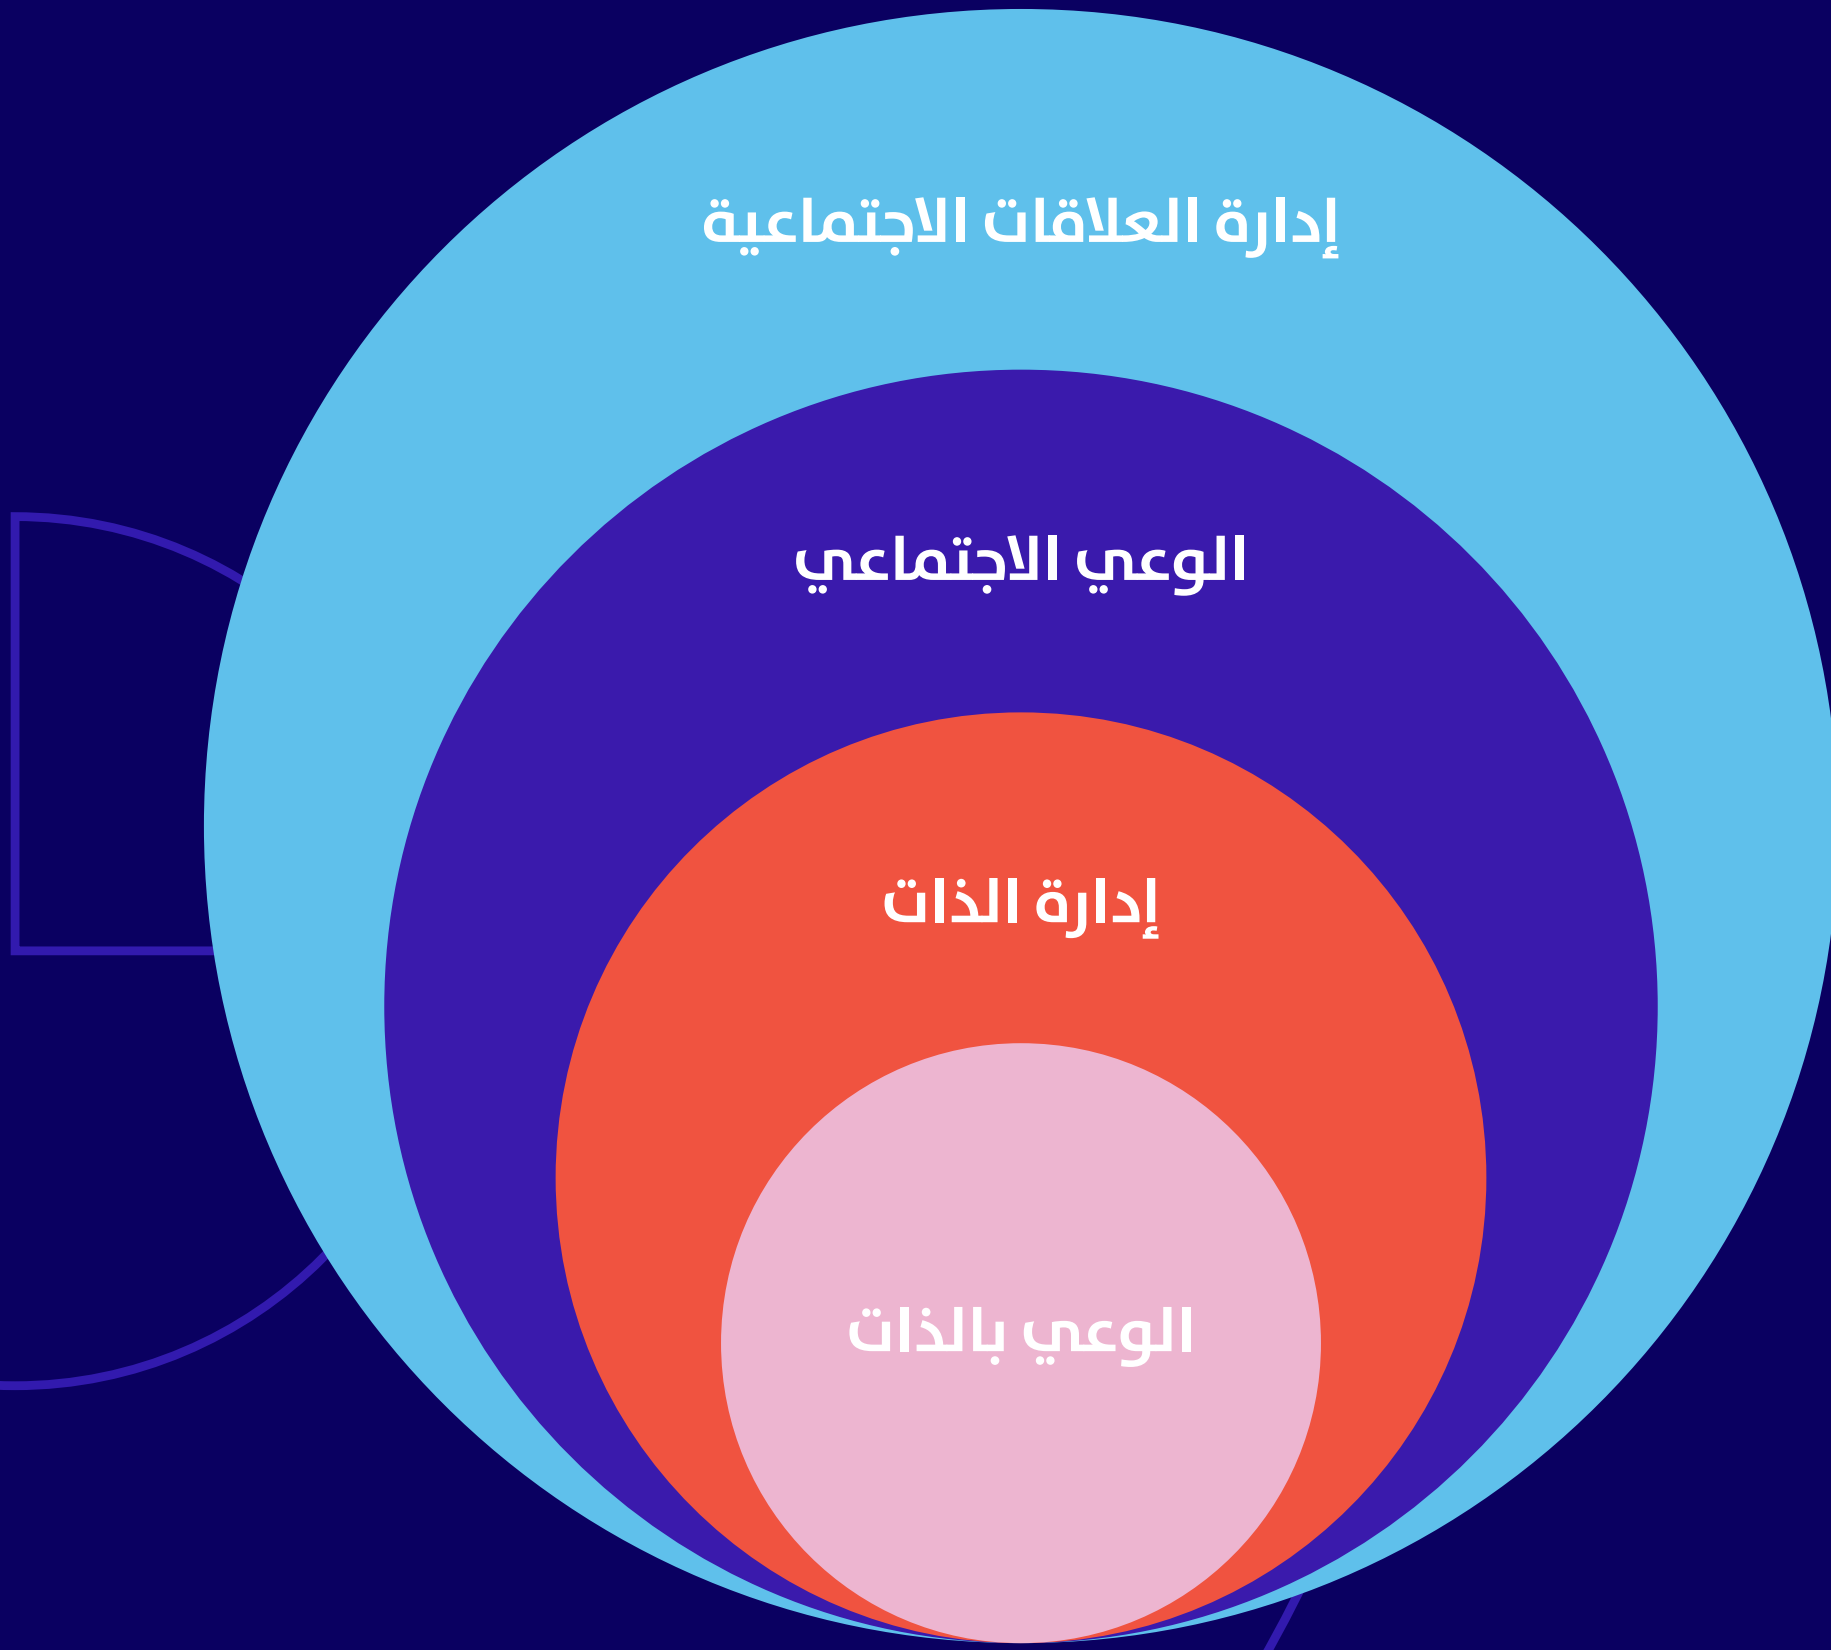 إدارة العلاقات الاجتماعية
الوعي الاجتماعي
إدارة الذات
الوعي بالذات